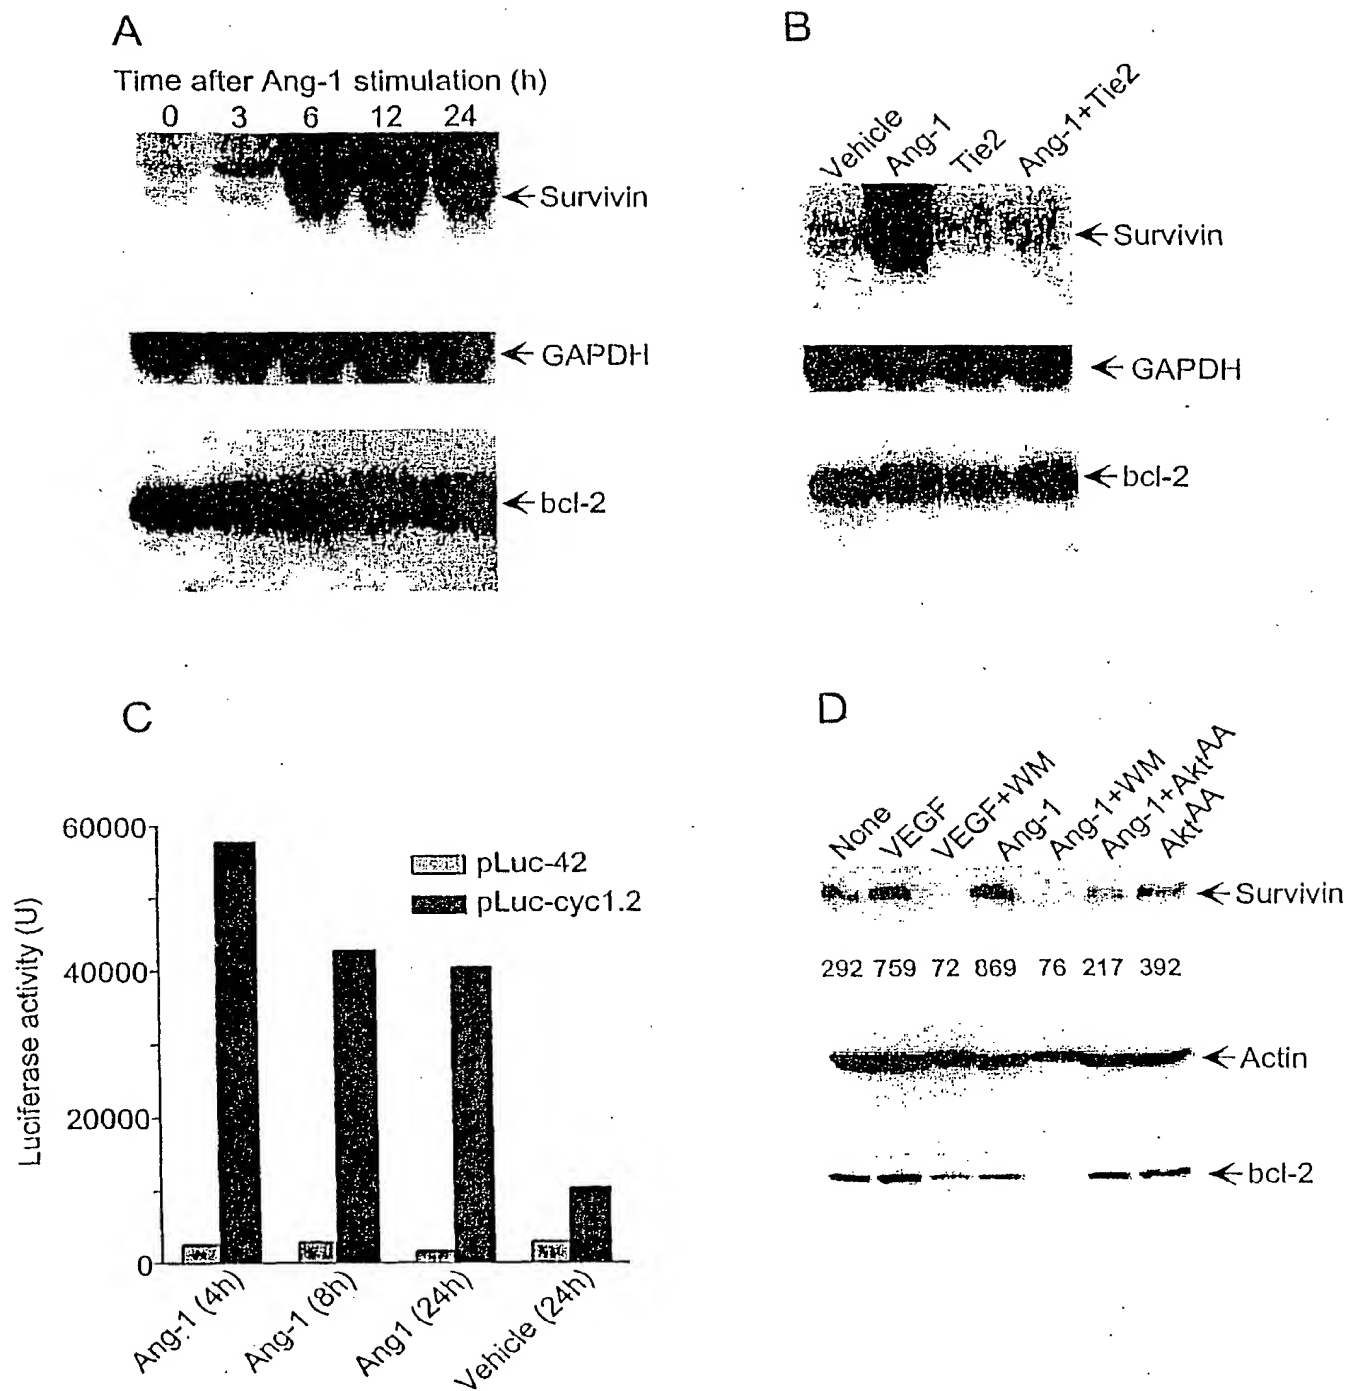 A
Time after Ang-1 stimulation (h)
0 3 6 12 24
Survivin
GAPDH
bcl-2
B
Vehicle
Ang-1
Tie2
Ang-1+Tie2
Survivin
GAPDH
bcl-2
C
Luciferase activity (U)
60000
40000
20000
0
pLuc-42
pLuc-cyc1.2
Ang-1 (4h)
Ang-1 (8h)
Ang1 (24h)
Vehicle (24h)
D
None
VEGF
VEGF+WM
Ang-1
Ang-1+WM
Ang-1+AktAA
AktAA
Survivin
292 759 72 869 76 217 392
Actin
bcl-2